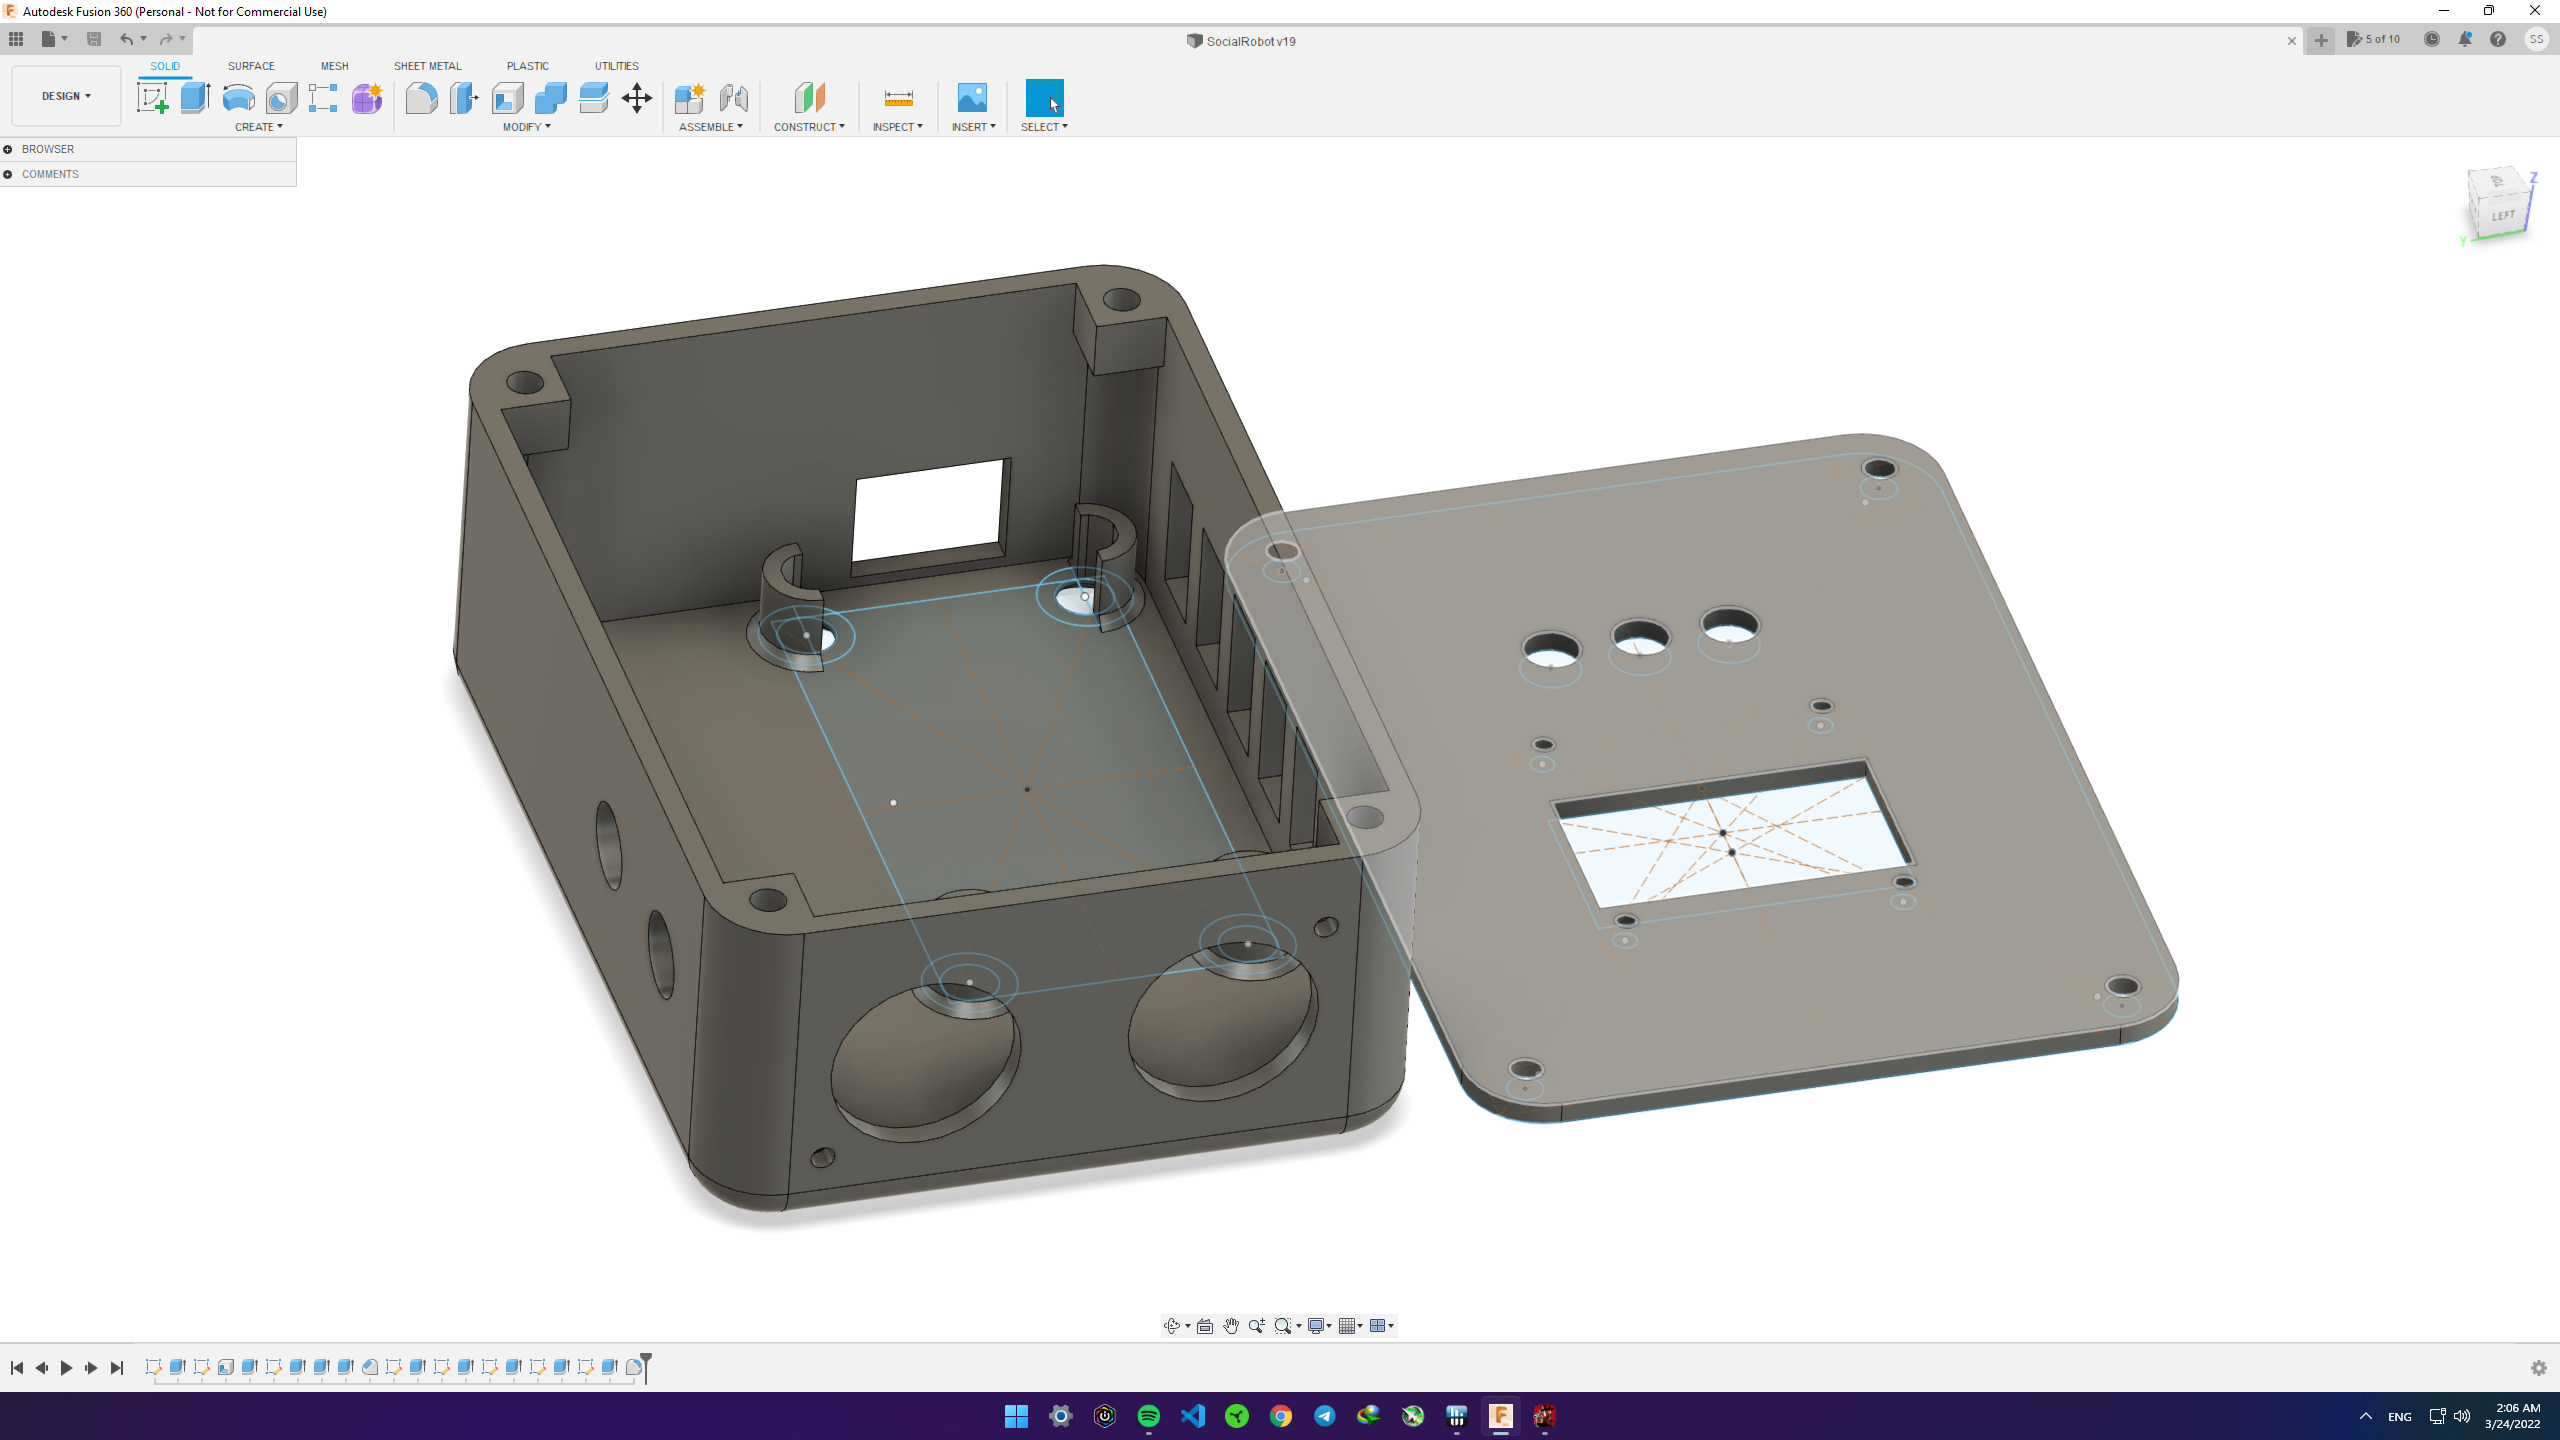 Autodesk Fusion 360 (Personal - Not for Commercial Use)
SocialRobot v19
5 of 10
SS
DESIGN
SOLID
SURFACE
MESH
SHEET METAL
PLASTIC
UTILITIES
CREATE
MODIFY
ASSEMBLE
CONSTRUCT
INSPECT
INSERT
SELECT
BROWSER
COMMENTS
TOP
Z
LEFT
Y
ENG
2:06 AM
3/24/2022